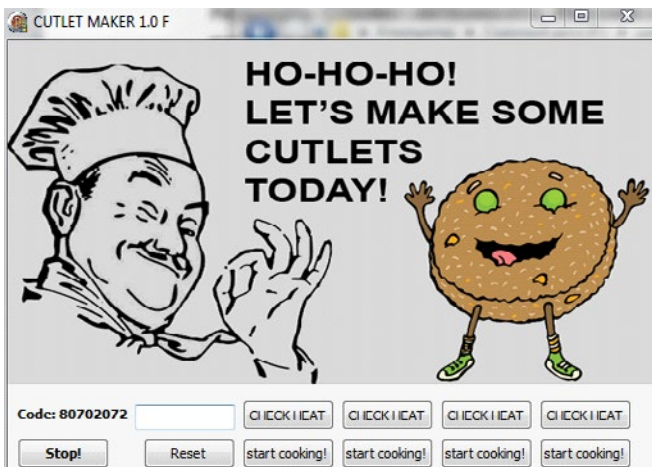 CUTLET MAKER 1.0 F
HO-HO-HO!
LET'S MAKE SOME
CUTLETS
TODAY!
Code: 80702072
CHECK HEAT CHECK HEAT CHECK HEAT CHECK HEAT
Stop! Reset start cooking! start cooking! start cooking! start cooking!